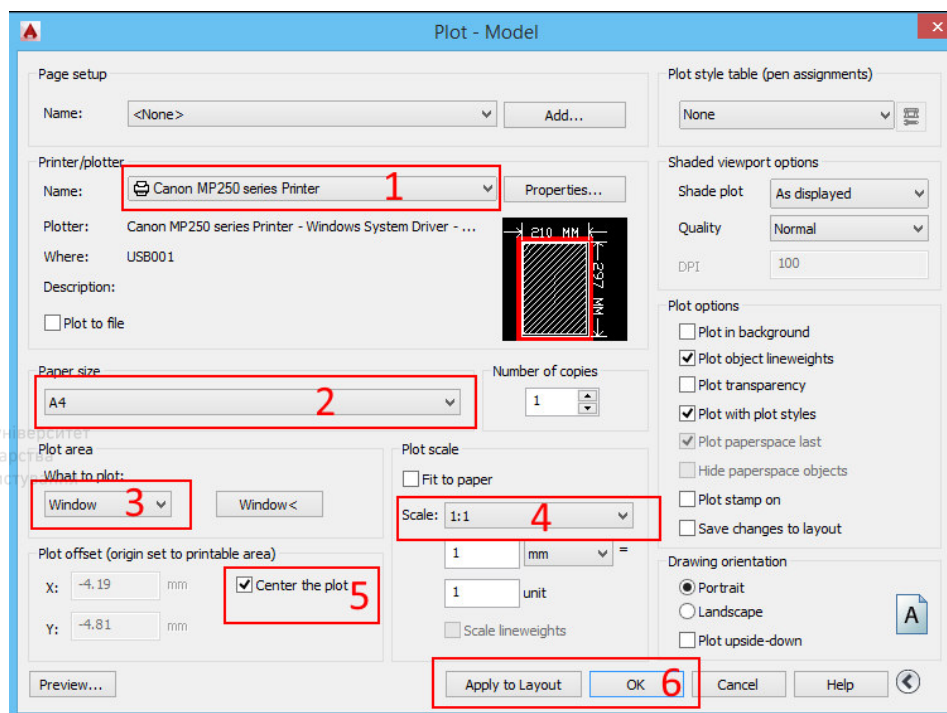 Plot - Model
Page setup
Name: <None> Add...
Plot style table (pen assignments)
None
Printer/plotter
Name: Canon MP250 series Printer 1 Properties...
Plotter: Canon MP250 series Printer - Windows System Driver - ...
Where: USB001
Description:
Plot to file
210 MM
297 MM
Shaded viewport options
Shade plot As displayed
Quality Normal
DPI 100
Paper size
A4 2
Number of copies
1
Plot options
Plot in background
Plot object lineweights
Plot transparency
Plot with plot styles
Plot paperspace last
Hide paperspace objects
Plot stamp on
Save changes to layout
Plot area
What to plot:
Window 3 Window<
Plot scale
Fit to paper
Scale: 1:1 4
1 mm =
1 unit
Scale lineweights
Plot offset (origin set to printable area)
X: -4.19 mm Center the plot 5
Y: -4.81 mm
Drawing orientation
Portrait
Landscape
Plot upside-down
A
Preview... Apply to Layout OK 6 Cancel Help